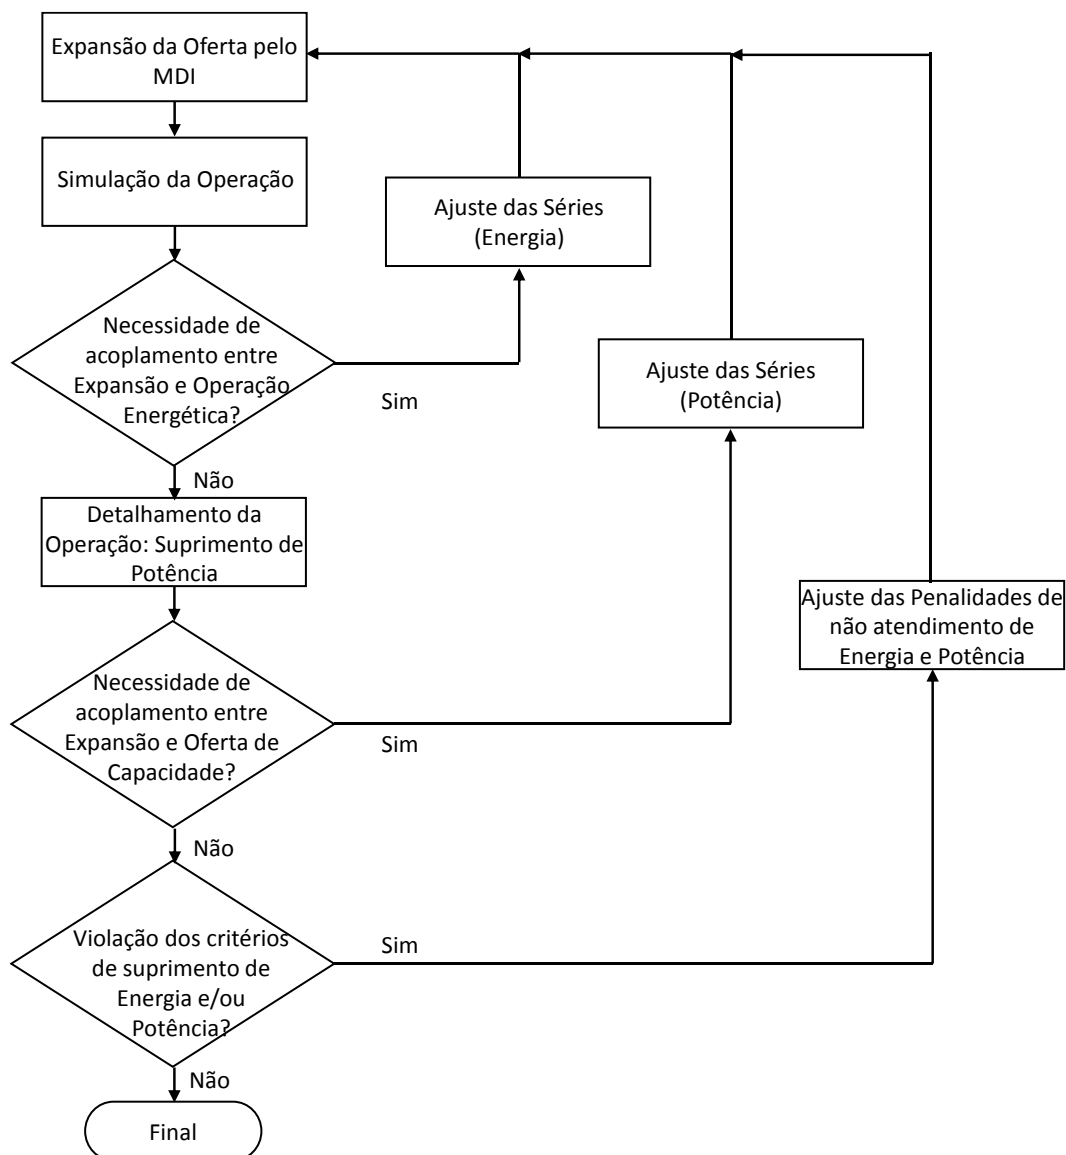 Expansão da Oferta pelo
MDI
Simulação da Operação
Ajuste das Séries
(Energia)
Necessidade de
acoplamento entre
Expansão e Operação
Energética?
Sim
Ajuste das Séries
(Potência)
Não
Detalhamento da
Operação: Suprimento de
Potência
Ajuste das Penalidades de
não atendimento de
Energia e Potência
Necessidade de
acoplamento entre
Expansão e Oferta de
Capacidade?
Sim
Não
Violação dos critérios
de suprimento de
Energia e/ou
Potência?
Sim
Não
Final